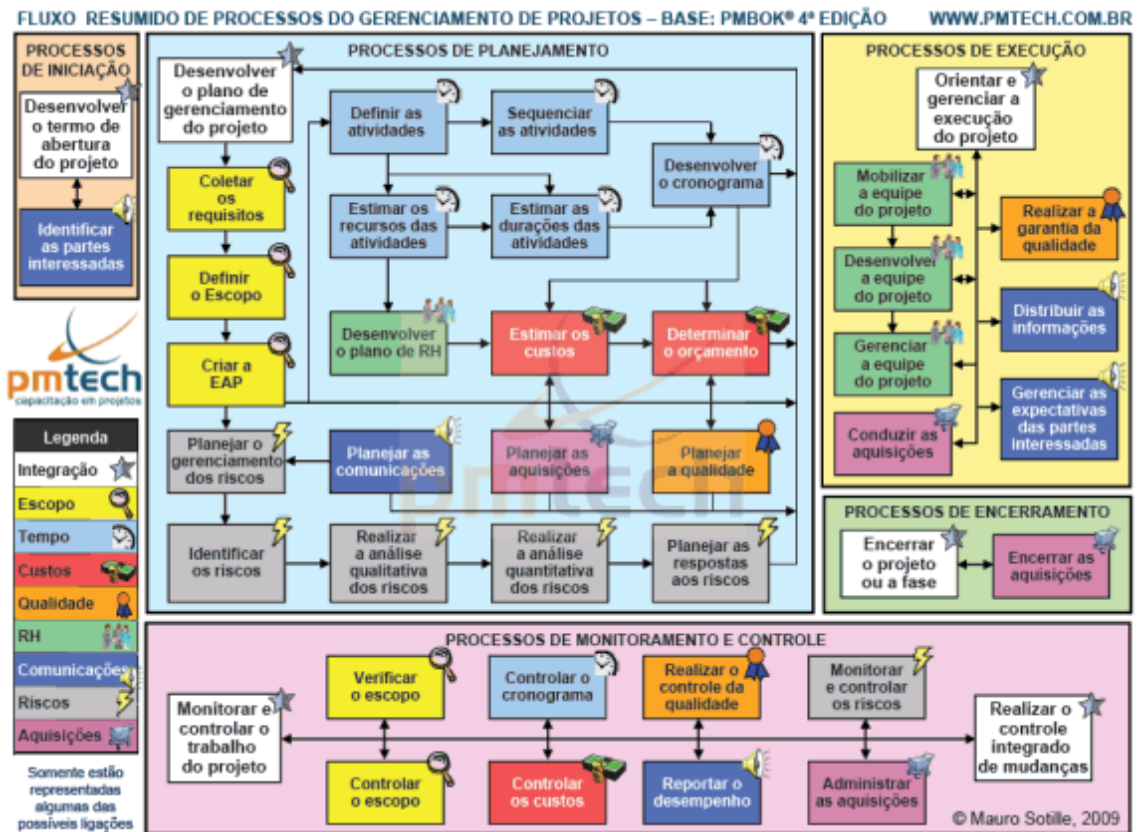 FLUXO RESUMIDO DE PROCESSOS DO GERENCIAMENTO DE PROJETOS – BASE: PMBOK® 4ª EDIÇÃO WWW.PMTECH.COM.BR
PROCESSOS
DE INICIAÇÃO
Desenvolver
o termo de
abertura
do projeto
Identificar
as partes
interessadas
pmtech
capacitação em projetos
Legenda
Integração
Escopo
Tempo
Custos
Qualidade
RH
Comunicações
Riscos
Aquisições
Somente estão
representadas
algumas das
possíveis ligações
PROCESSOS DE PLANEJAMENTO
Desenvolver
o plano de
gerenciamento
do projeto
Definir as
atividades
Sequenciar
as atividades
Desenvolver
o cronograma
Coletar
os
requisitos
Estimar os
recursos das
atividades
Estimar as
durações das
atividades
Definir
o Escopo
Desenvolver
o plano de RH
Estimar os
custos
Determinar
o orçamento
Criar a
EAP
Planejar o
gerenciamento
dos riscos
Planejar as
comunicações
Planejar
as aquisições
Planejar
a qualidade
pmtech
Identificar
os riscos
Realizar
a análise
qualitativa
dos riscos
Realizar
a análise
quantitativa
dos riscos
Planejar as
respostas
aos riscos
PROCESSOS DE EXECUÇÃO
Orientar e
gerenciar a
execução
do projeto
Mobilizar
a equipe
do projeto
Realizar a
garantia da
qualidade
Desenvolver
a equipe
do projeto
Distribuir as
informações
Gerenciar
a equipe
do projeto
Gerenciar as
expectativas
das partes
interessadas
Conduzir as
aquisições
PROCESSOS DE ENCERRAMENTO
Encerrar
o projeto
ou a fase
Encerrar as
aquisições
PROCESSOS DE MONITORAMENTO E CONTROLE
Monitorar e
controlar o
trabalho
do projeto
Verificar
o escopo
Controlar o
cronograma
Realizar o
controle da
qualidade
Monitorar
e controlar
os riscos
Realizar o
controle
integrado
de mudanças
Controlar
o escopo
Controlar
os custos
Reportar o
desempenho
Administrar
as aquisições
© Mauro Sotille, 2009